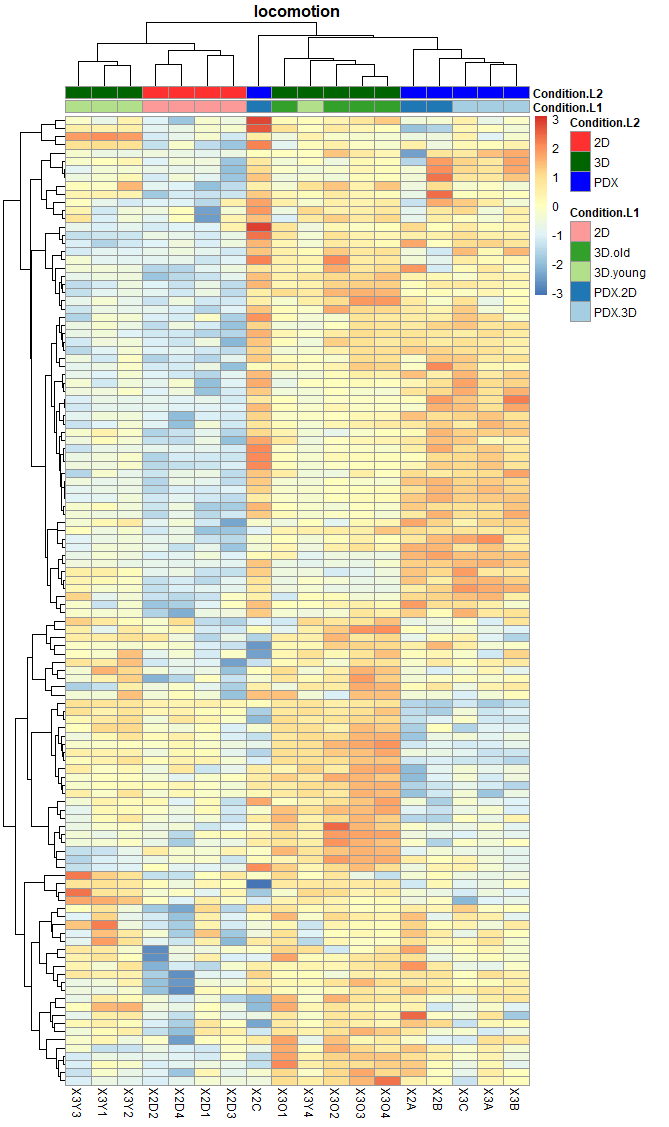 locomotion
Condition.L2
Condition.L1
3
2
1
0
-1
-2
-3
Condition.L2
2D
3D
PDX
Condition.L1
2D
3D.old
3D.young
PDX.2D
PDX.3D
X3Y3
X3Y1
X3Y2
X2D2
X2D4
X2D1
X2D3
X2C
X3O1
X3Y4
X3O2
X3O3
X3O4
X2A
X2B
X3C
X3A
X3B